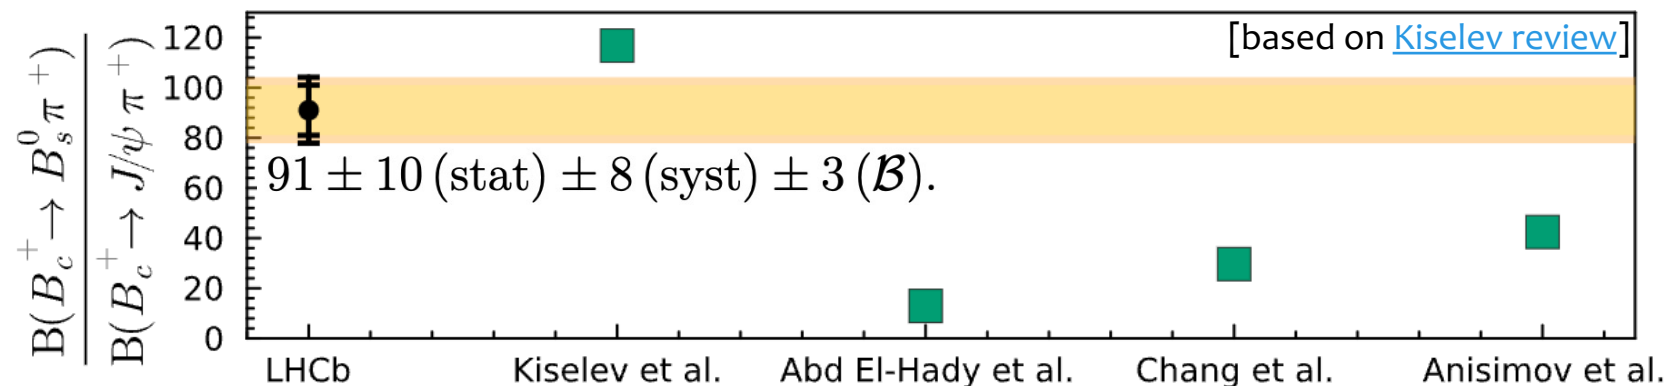 B(B_c^+ → B_s^0 π^+)
B(B_c^+ → J/ψ π^+)
120
100
80
60
40
20
0
[based on Kiselev review]
91 ± 10 (stat) ± 8 (syst) ± 3 (ℬ).
LHCb Kiselev et al. Abd El-Hady et al. Chang et al. Anisimov et al.